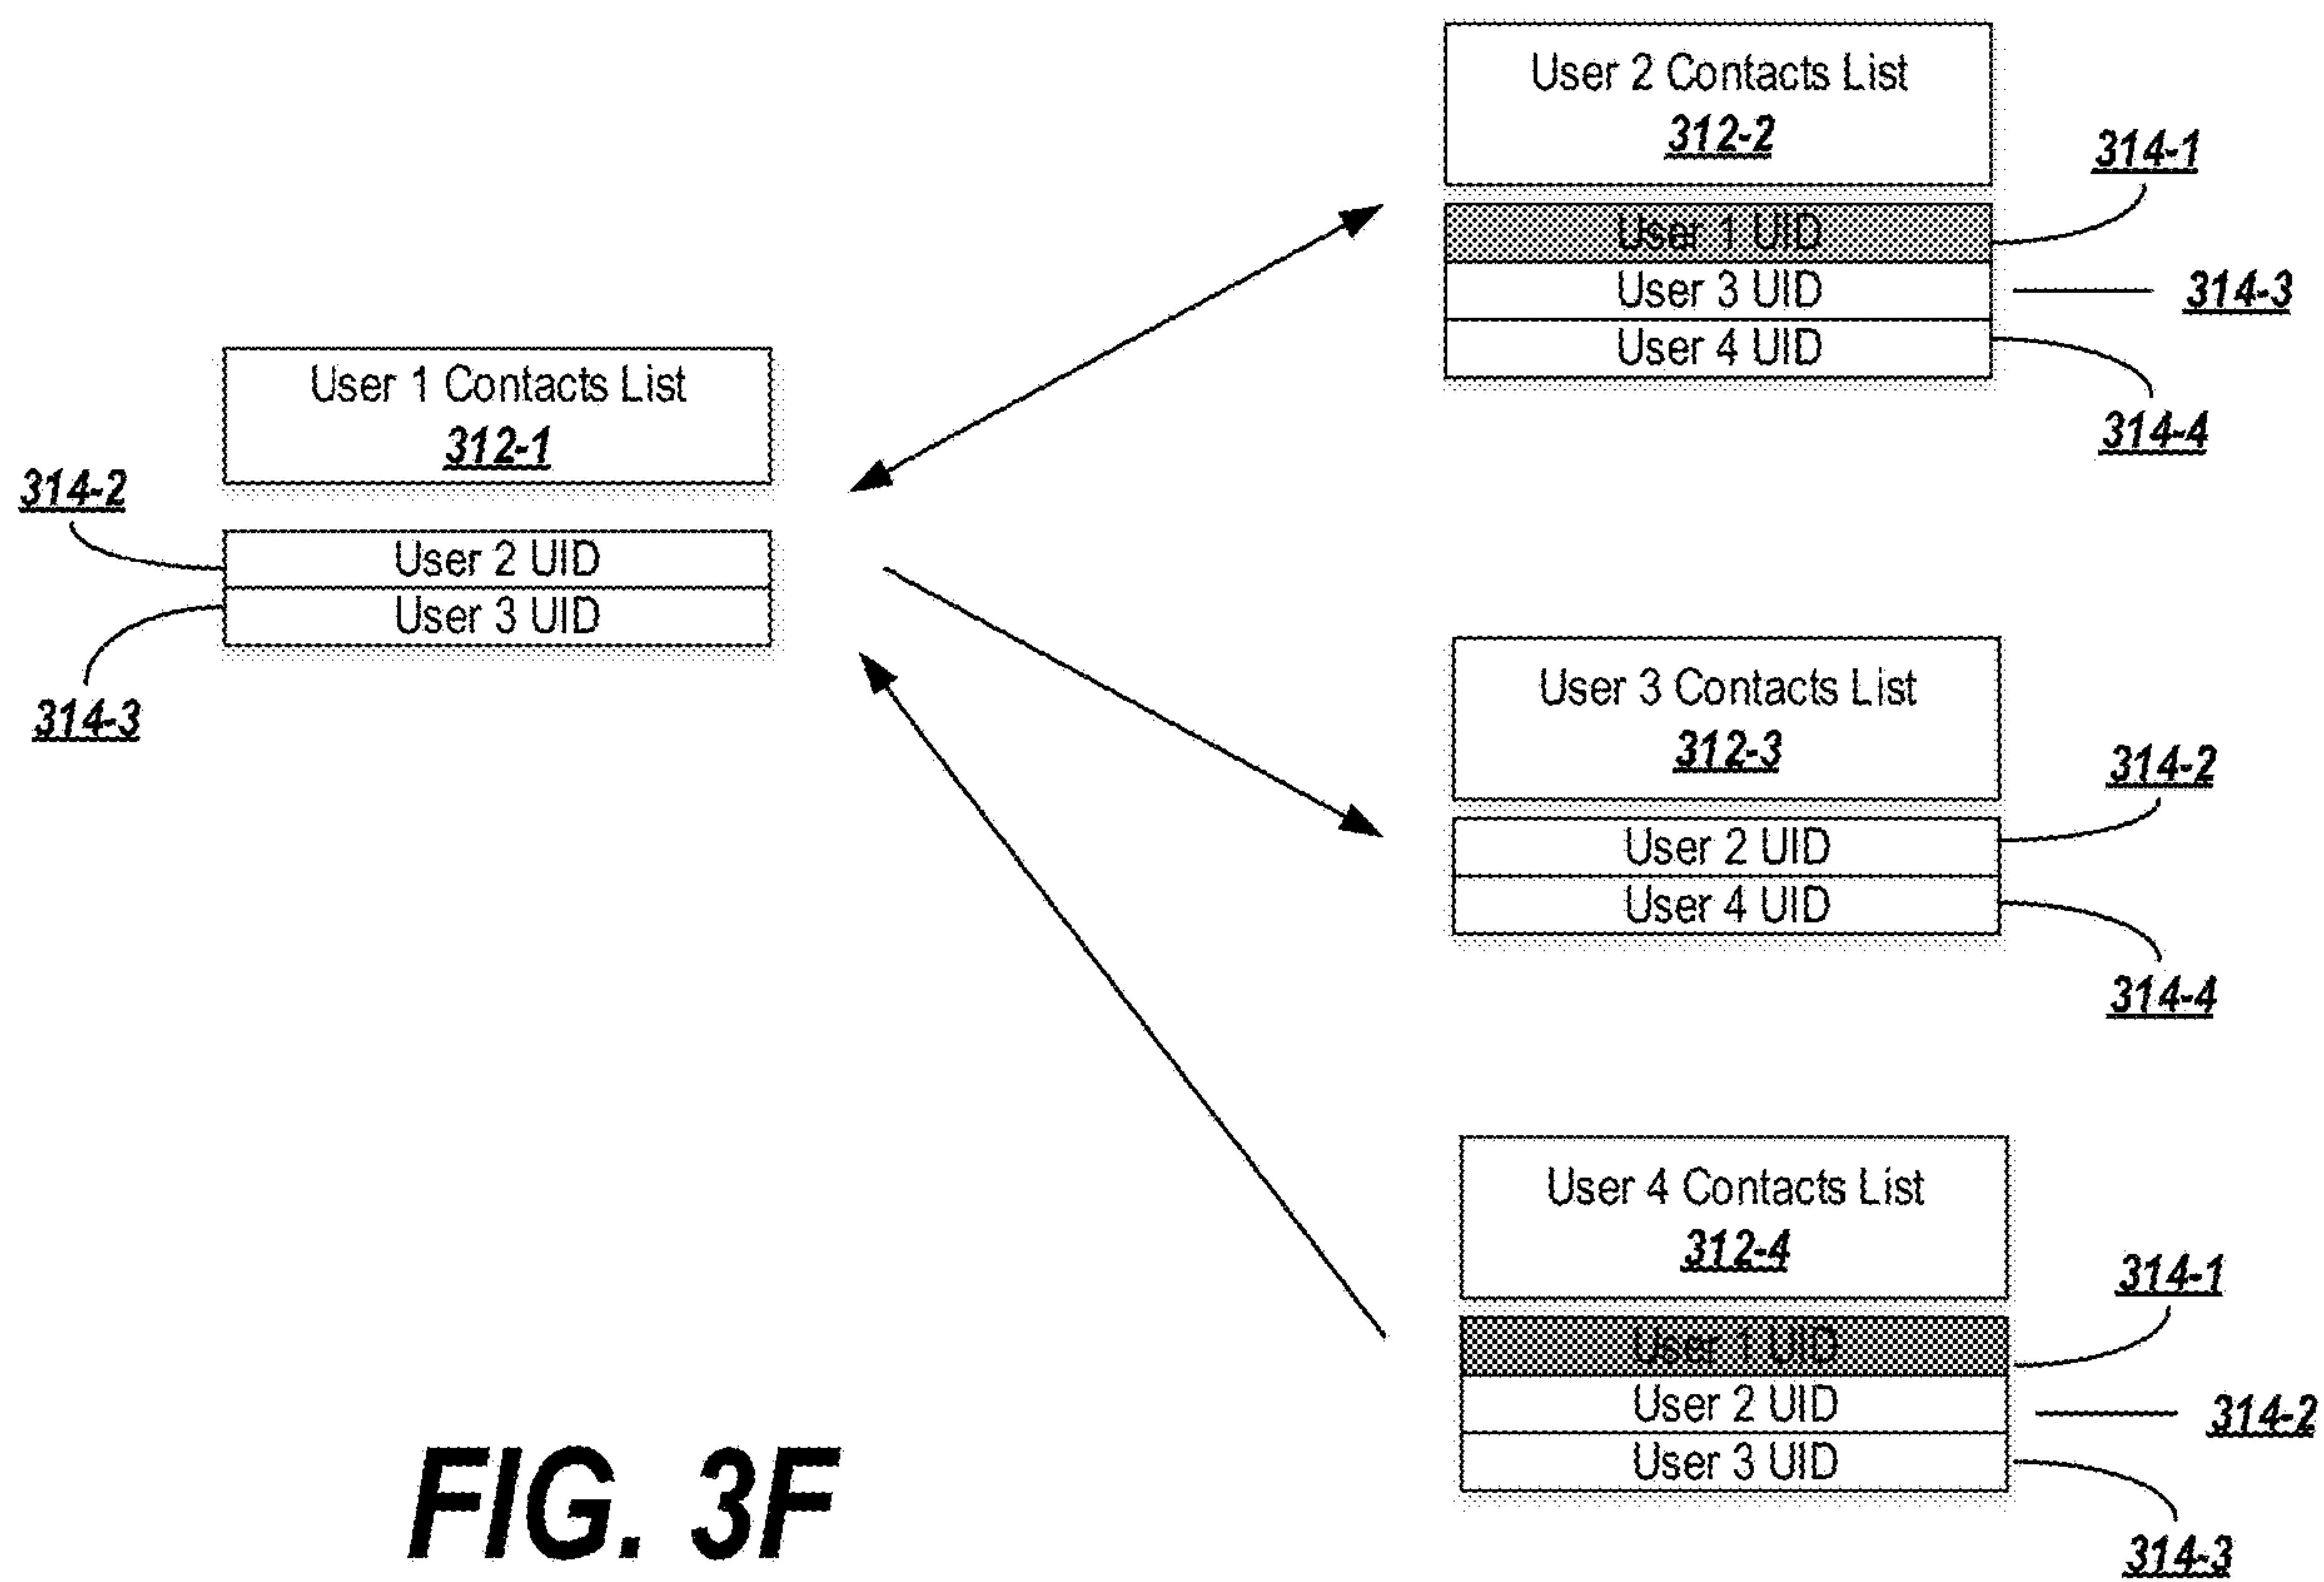 User 2 Contacts List
312-2
314-1
User 1 UID
User 3 UID
314-3
User 4 UID
314-4
User 1 Contacts List
312-1
314-2
User 2 UID
User 3 UID
314-3
User 3 Contacts List
312-3
314-2
User 2 UID
User 4 UID
314-4
User 4 Contacts List
312-4
314-1
User 1 UID
User 2 UID
314-2
User 3 UID
314-3
FIG. 3F